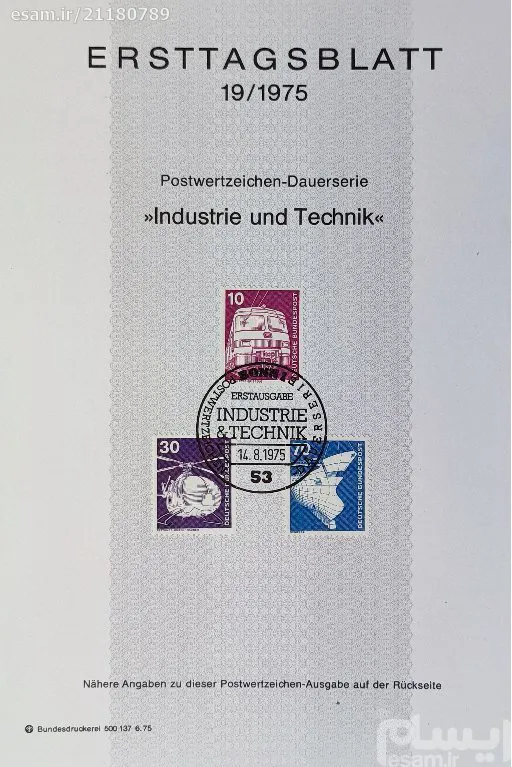 esam.ir/21180789
ERSTTAGSBLATT
19/1975
Postwertzeichen-Dauerserie
»Industrie und Technik«
10
DEUTSCHE BUNDESPOST
ERSTAUSGABE
INDUSTRIE
& TECHNIK
14.8.1975
53
30
DEUTSCHE BUNDESPOST
DEUTSCHE BUNDESPOST
Nähere Angaben zu dieser Postwertzeichen-Ausgabe auf der Rückseite
Bundesdruckerei 500 137 6.75
ایسام
esam.ir